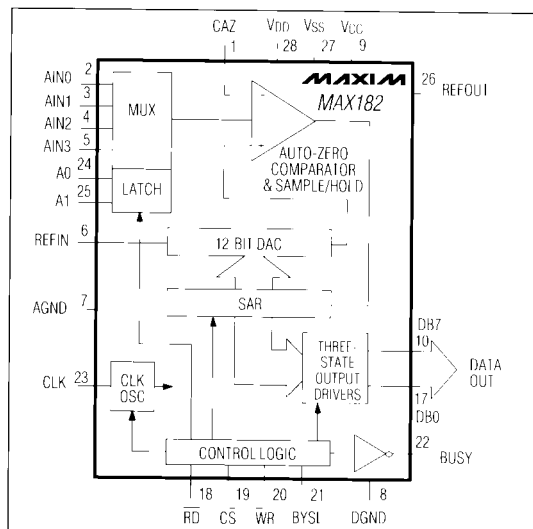 CAZ VDD VSS VCC
1 28 27 9
MAXIM
MAX182
AIN0 2
AIN1 3
AIN2 4
AIN3 5
MUX
26 REFOUT
A0 24
A1 25
LATCH
AUTO-ZERO
COMPARATOR
& SAMPLE/HOLD
REFIN 6
12 BIT DAC
AGND 7
SAR
CLK 23
CLK
OSC
THREE-
STATE
OUTPUT
DRIVERS
DB7
10
DATA
OUT
17
DB0
CONTROL LOGIC
22
BUSY
18 19 20 21 8
RD CS WR BYSL DGND